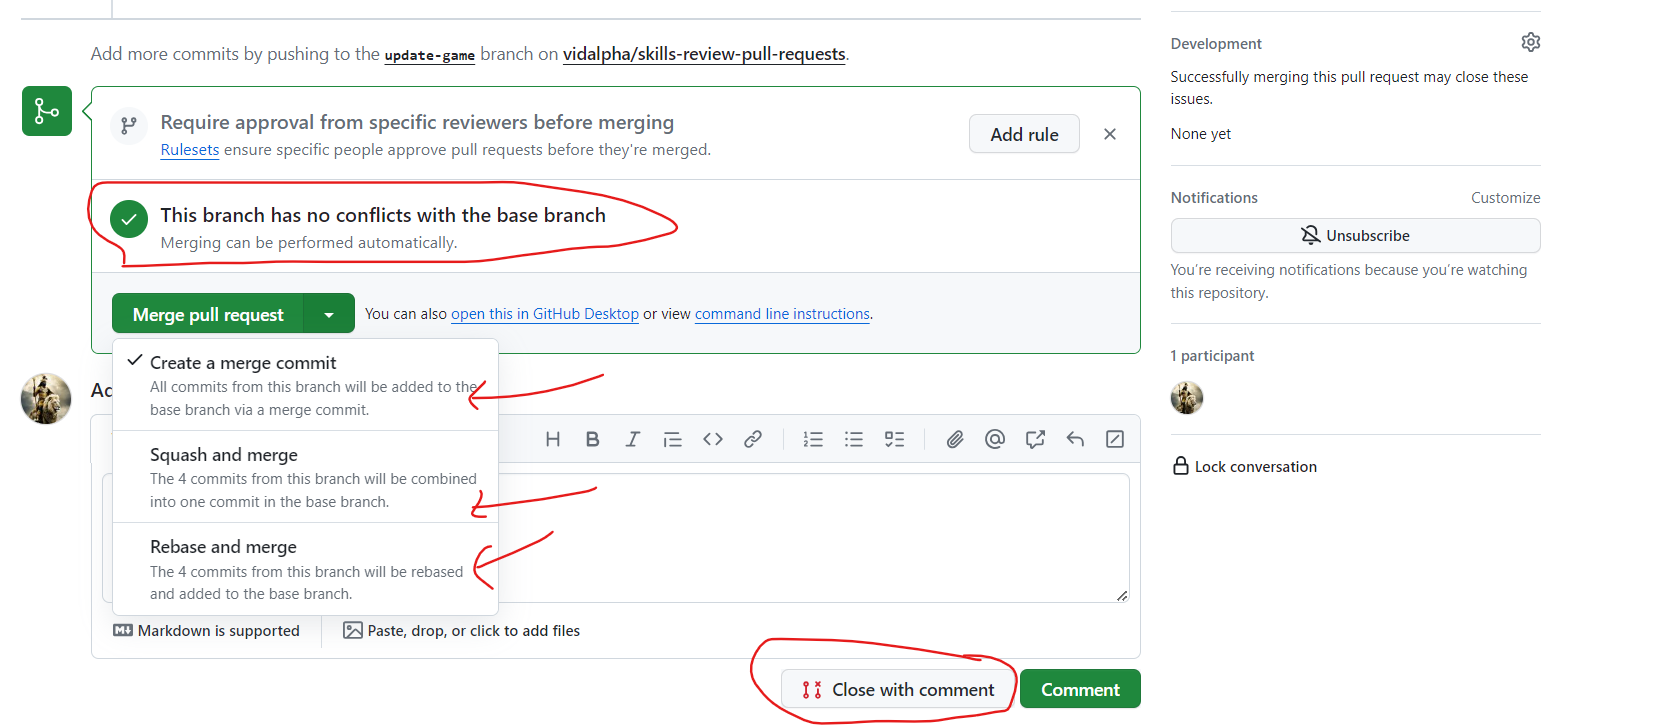 Add more commits by pushing to the update-game branch on vidalpha/skills-review-pull-requests.
Require approval from specific reviewers before merging
Rulesets ensure specific people approve pull requests before they're merged.
Add rule
This branch has no conflicts with the base branch
Merging can be performed automatically.
Merge pull request
You can also open this in GitHub Desktop or view command line instructions.
Create a merge commit
All commits from this branch will be added to the
base branch via a merge commit.
Squash and merge
The 4 commits from this branch will be combined
into one commit in the base branch.
Rebase and merge
The 4 commits from this branch will be rebased
and added to the base branch.
H B I
Markdown is supported
Paste, drop, or click to add files
Close with comment
Comment
Development
Successfully merging this pull request may close these
issues.
None yet
Notifications
Customize
Unsubscribe
You’re receiving notifications because you’re watching
this repository.
1 participant
Lock conversation